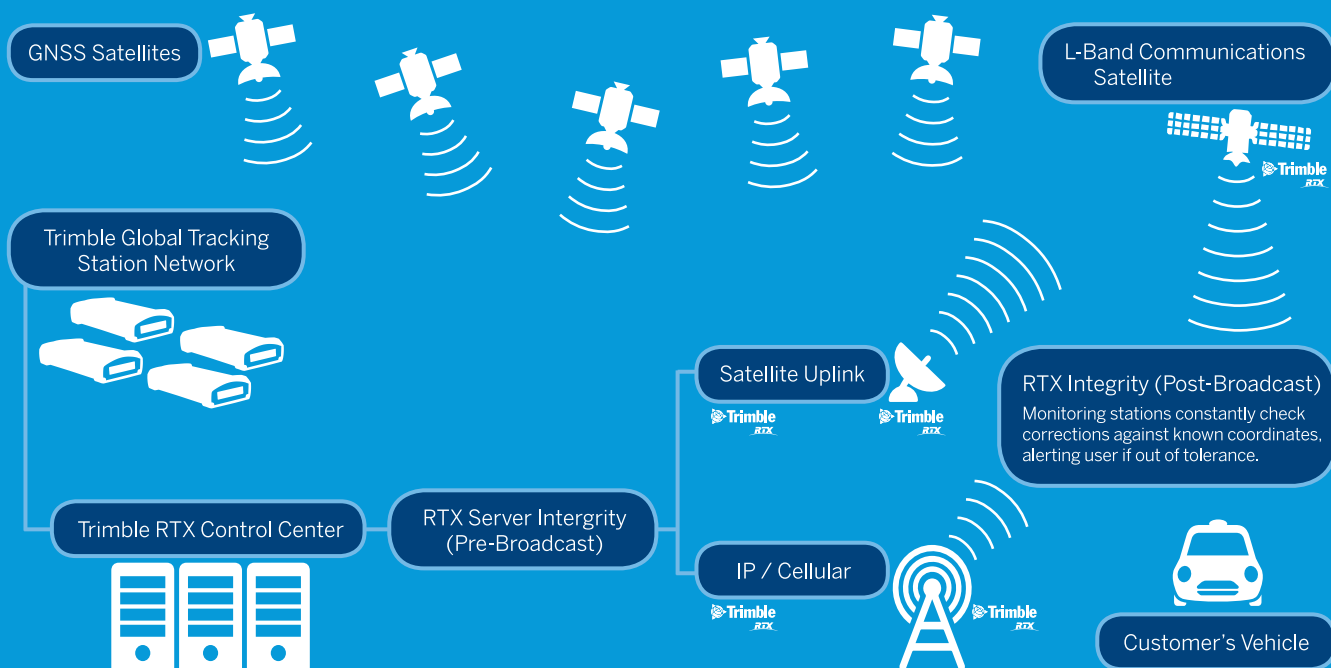 GNSS Satellites
L-Band Communications
Satellite
Trimble
RTX
Trimble Global Tracking
Station Network
Satellite Uplink
Trimble
RTX
Trimble
RTX
RTX Integrity (Post-Broadcast)
Monitoring stations constantly check
corrections against known coordinates,
alerting user if out of tolerance.
Trimble RTX Control Center
RTX Server Intergrity
(Pre-Broadcast)
IP / Cellular
Trimble
RTX
Trimble
RTX
Customer's Vehicle